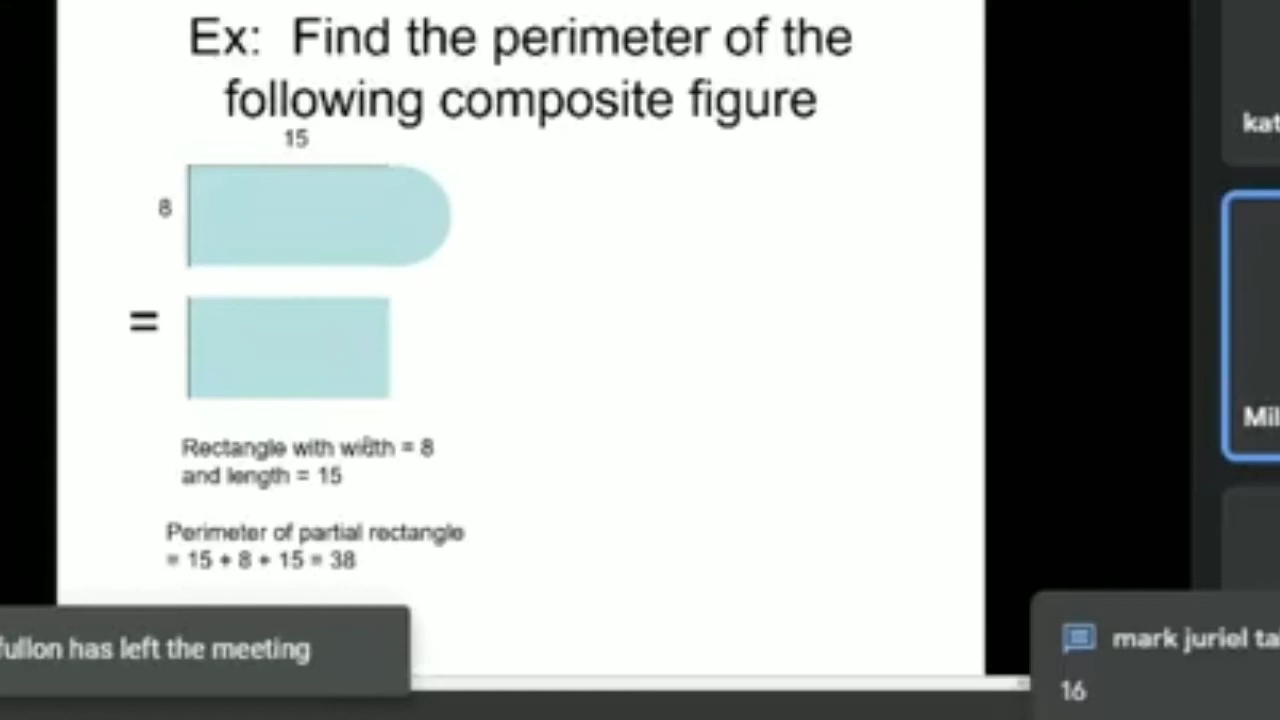 Ex: Find the perimeter of the
following composite figure
15
8
=
Rectangle with width = 8
and length = 15
Perimeter of partial rectangle
= 15 + 8 + 15 = 38
fullon has left the meeting
kat
Mil
mark juriel ta
16